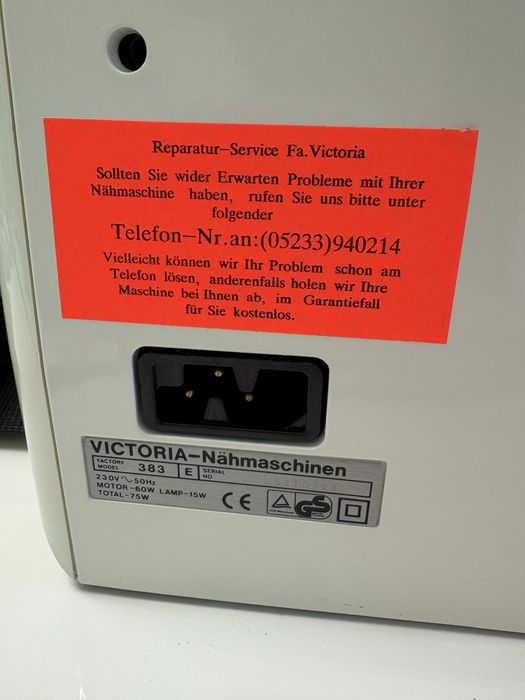 Reparatur-Service Fa.Victoria
Sollten Sie wider Erwarten Probleme mit Ihrer
Nähmaschine haben, rufen Sie uns bitte unter
folgender
Telefon-Nr.an:(05233)940214
Vielleicht können wir Ihr Problem schon am
Telefon lösen, anderenfalls holen wir Ihre
Maschine bei Ihnen ab, im Garantiefall
für Sie kostenlos.
VICTORIA-Nähmaschinen
FACTORY MODEL 383 E SERIAL NO.
230V~50Hz
MOTOR-60W LAMP-15W
TOTAL-75W
CE GS